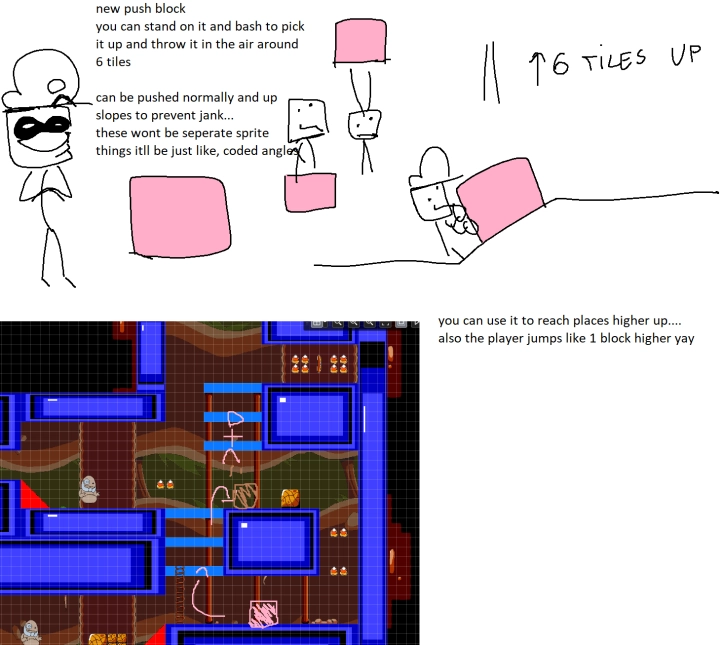 new push block
you can stand on it and bash to pick
it up and throw it in the air around
6 tiles
can be pushed normally and up
slopes to prevent jank...
these wont be seperate sprite
things itll be just like, coded angles
↑6 TILES UP
you can use it to reach places higher up....
also the player jumps like 1 block higher yay